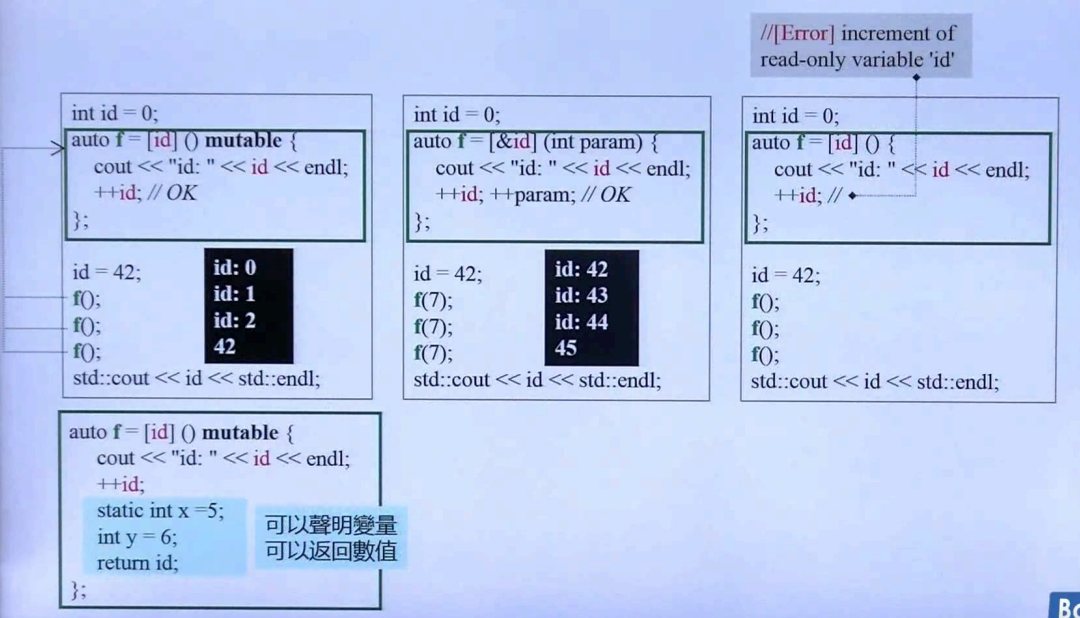 //[Error] increment of
read-only variable 'id'
int id = 0;
auto f = [id] () mutable {
cout << "id: " << id << endl;
++id; // OK
};
id = 42;
f();
f();
f();
std::cout << id << std::endl;
id: 0
id: 1
id: 2
42
int id = 0;
auto f = [&id] (int param) {
cout << "id: " << id << endl;
++id; ++param; // OK
};
id = 42;
f(7);
f(7);
f(7);
std::cout << id << std::endl;
id: 42
id: 43
id: 44
45
int id = 0;
auto f = [id] () {
cout << "id: " << id << endl;
++id; //
};
id = 42;
f();
f();
f();
std::cout << id << std::endl;
auto f = [id] () mutable {
cout << "id: " << id << endl;
++id;
static int x =5;
int y = 6;
return id;
};
可以聲明變量
可以返回數值